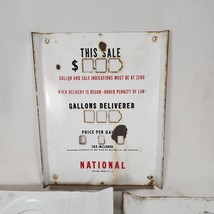 THIS SALE
$
GALLON AND SALE INDICATIONS MUST BE AT ZERO
WHEN DELIVERY IS BEGUN - UNDER PENALTY OF LAW -
GALLONS DELIVERED
PRICE PER GAL
TAX INCLUDED
NATIONAL